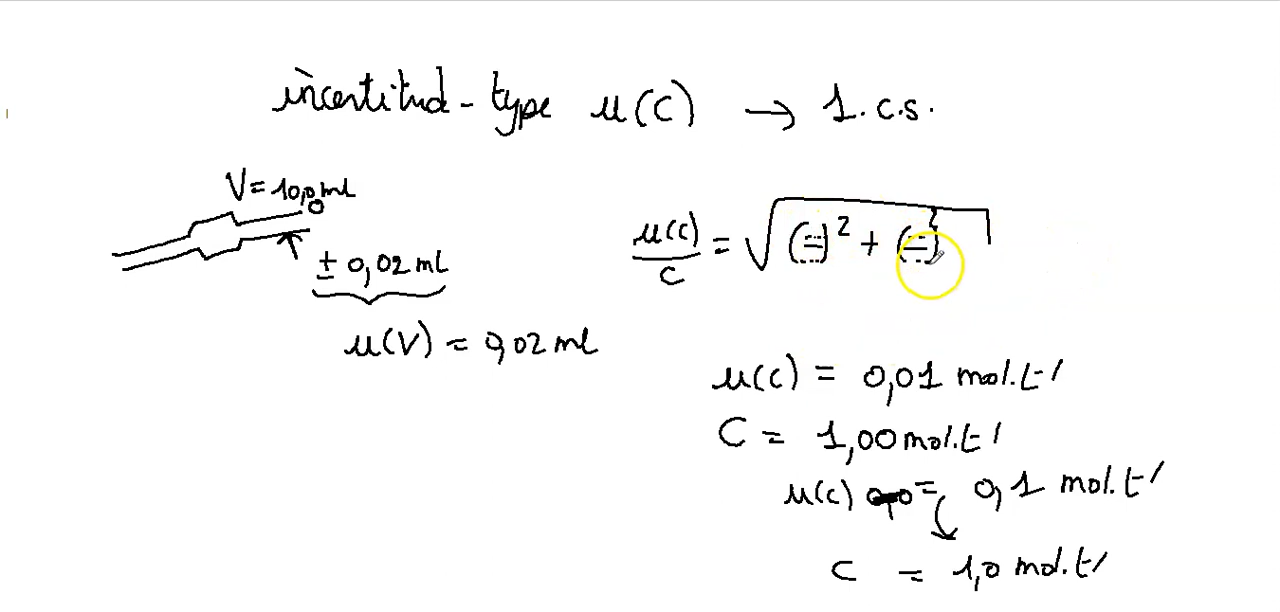 incertitud-type u(C) → 1.c.s.
V = 10,0 ml
± 0,02 ml
u(V) = 0,02 ml
u(c)/c = √((=)² + (=)²)
u(c) = 0,01 mol.L⁻¹
C = 1,00 mol.L⁻¹
u(c) = 0,1 mol.L⁻¹
C = 1,0 mol.L⁻¹